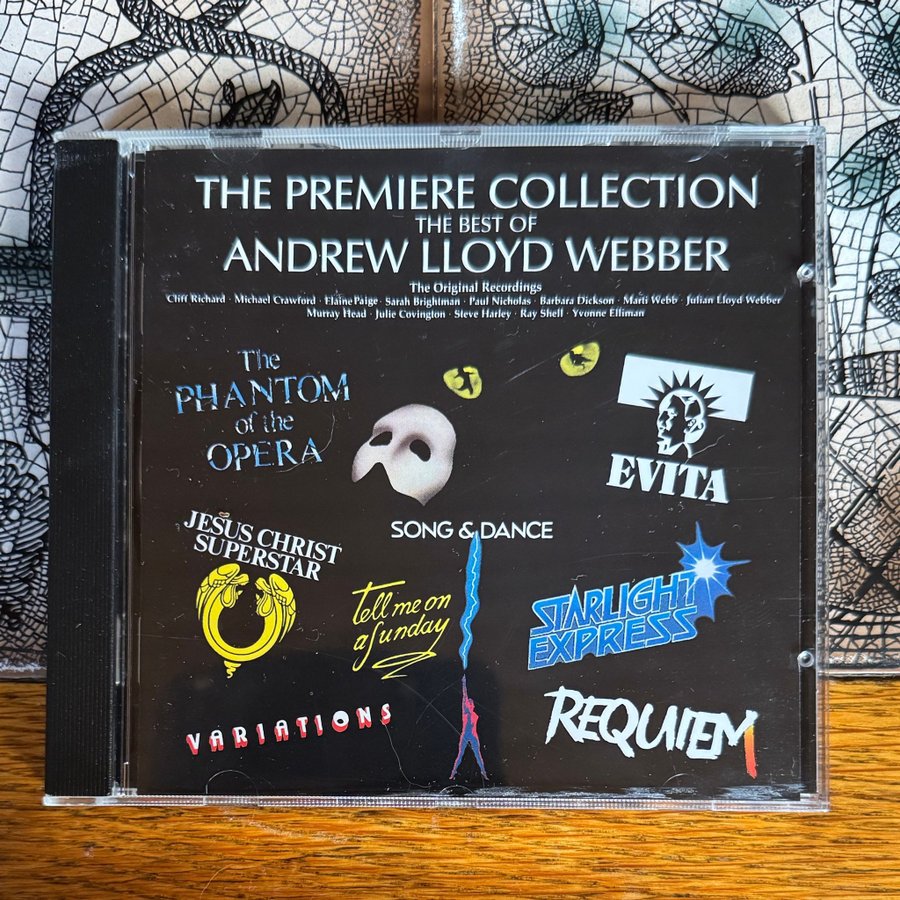 THE PREMIERE COLLECTION
THE BEST OF
ANDREW LLOYD WEBBER
The Original Recordings
Cliff Richard · Michael Crawford · Elaine Paige · Sarah Brightman · Paul Nicholas · Barbara Dickson · Marti Webb · Julian Lloyd Webber
Murray Head · Julie Covington · Steve Harley · Ray Shell · Yvonne Elliman
The
PHANTOM
of the
OPERA
EVITA
SONG & DANCE
JESUS CHRIST
SUPERSTAR
tell me on
a sunday
STARLIGHT
EXPRESS
VARIATIONS
REQUIEM